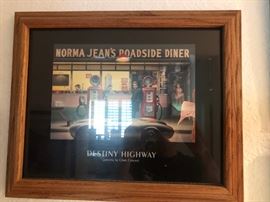 NORMA JEAN'S ROADSIDE DINER
DESTINY HIGHWAY